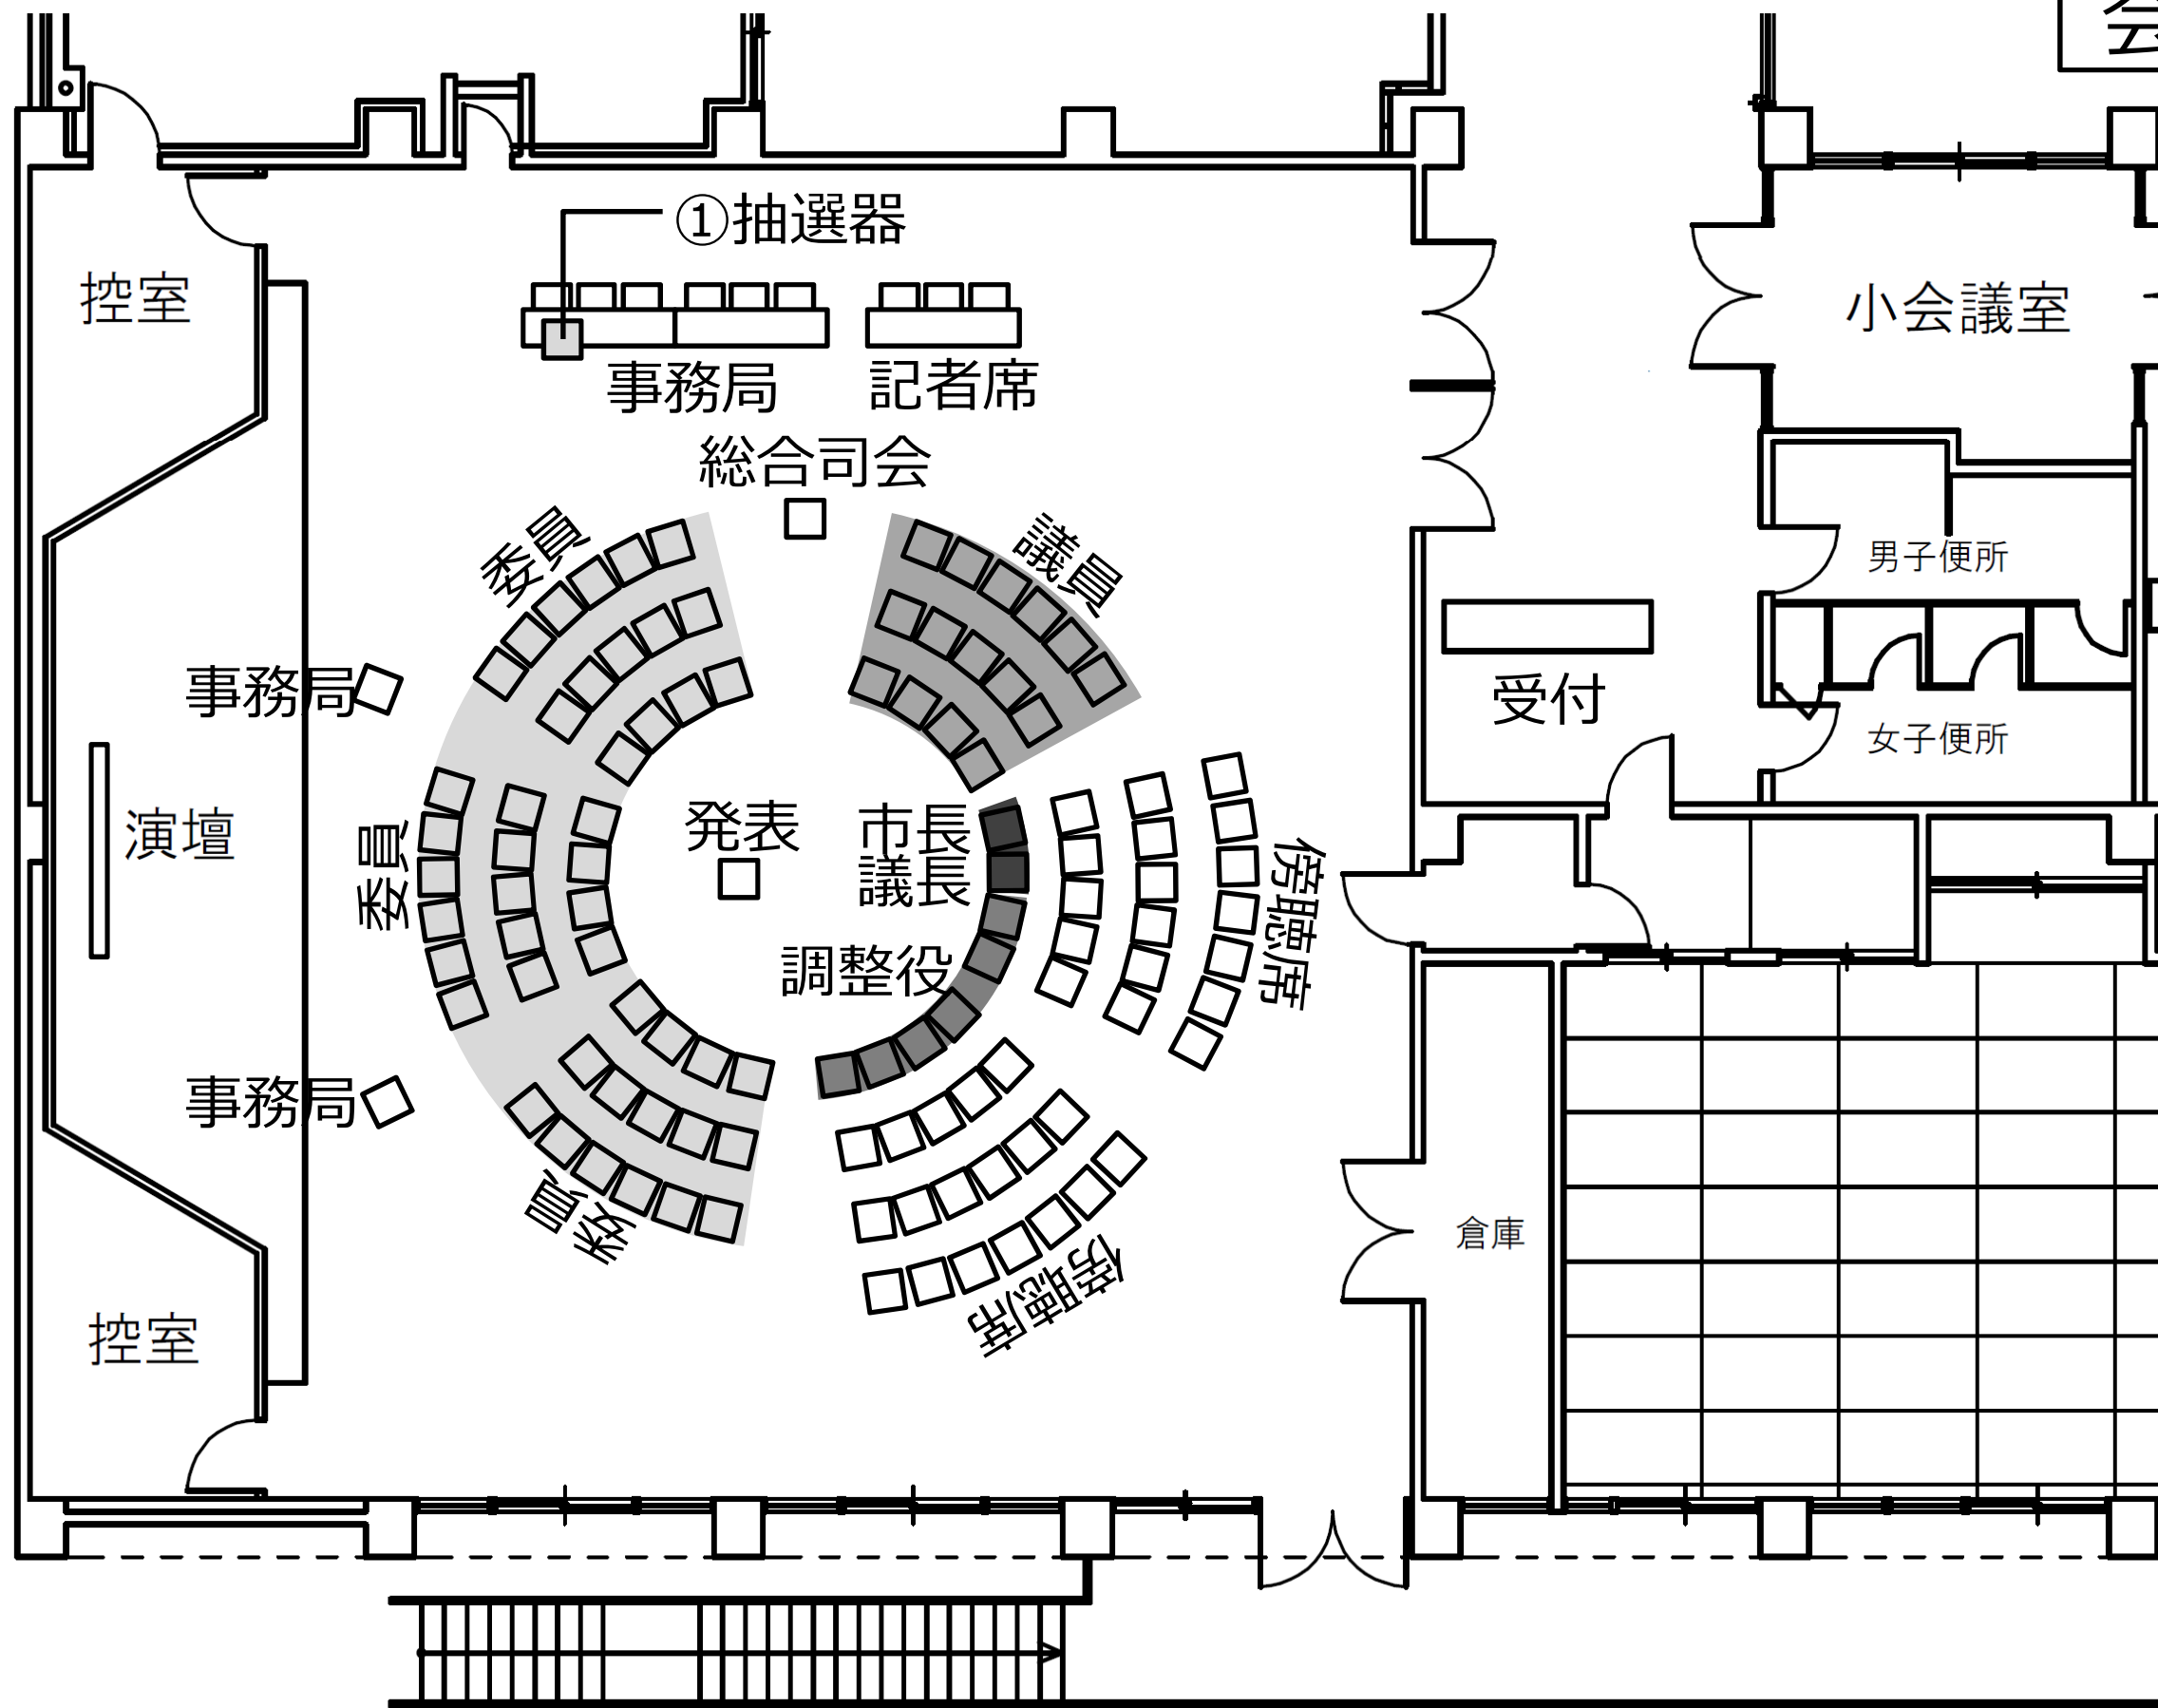 ①抽選器
控室
小会議室
事務局
記者席
総合司会
委員
議員
男子便所
事務局
受付
女子便所
演壇
委員
発表
市長
議長
傍聴席
調整役
事務局
委員
倉庫
傍聴席
控室